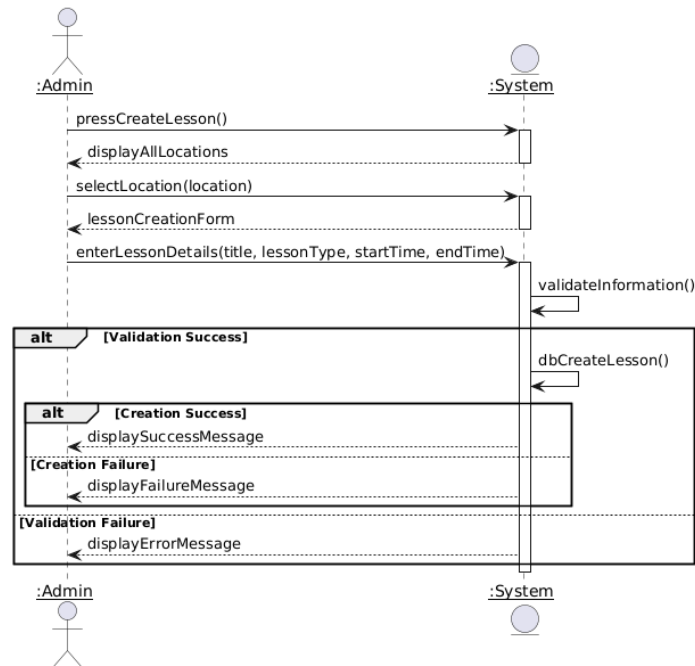 :Admin
:System
pressCreateLesson()
displayAllLocations
selectLocation(location)
lessonCreationForm
enterLessonDetails(title, lessonType, startTime, endTime)
validateInformation()
alt [Validation Success]
dbCreateLesson()
alt [Creation Success]
displaySuccessMessage
[Creation Failure]
displayFailureMessage
[Validation Failure]
displayErrorMessage
:Admin
:System